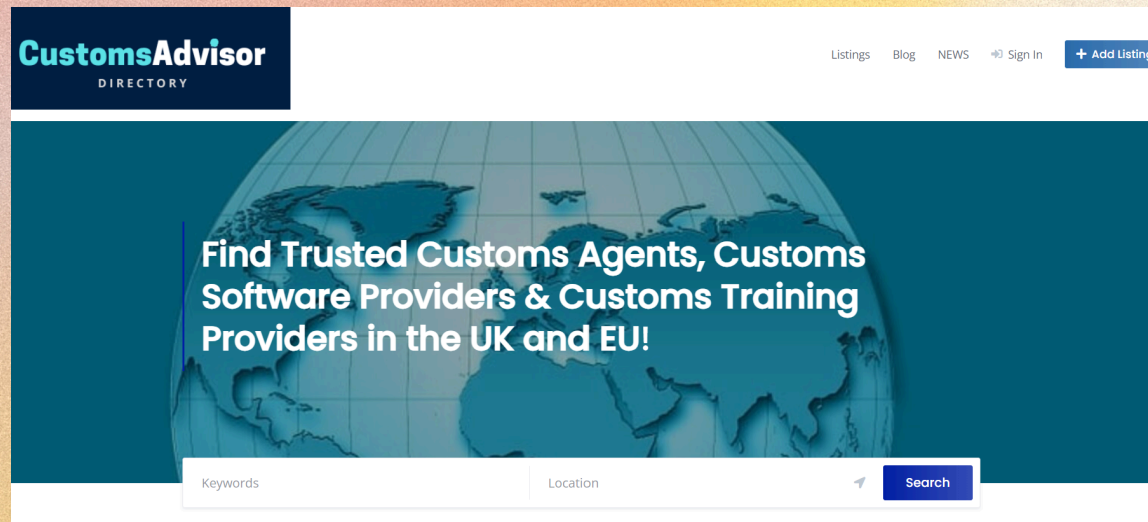 CustomsAdvisor
DIRECTORY
Listings Blog NEWS Sign In + Add Listing
Find Trusted Customs Agents, Customs
Software Providers & Customs Training
Providers in the UK and EU!
Keywords Location Search